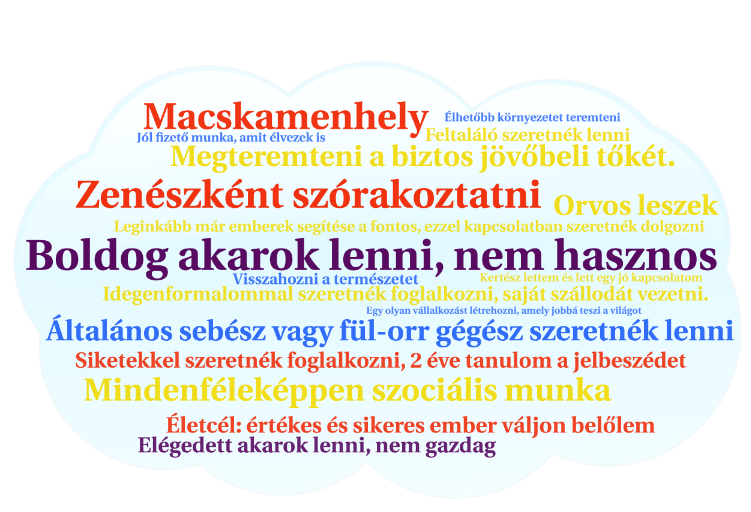 Macskamenhely
Élhetőbb környezetet teremteni
Jól fizető munka, amit élvezek is
Feltaláló szeretnék lenni
Megteremteni a biztos jövőbeli tőkét.
Zenészként szórakoztatni
Orvos leszek
Leginkább már emberek segítése a fontos, ezzel kapcsolatban szeretnék dolgozni
Boldog akarok lenni, nem hasznos
Visszahozni a természetet
Kertész lettem és lett egy jó kapcsolatom
Idegenformalommal szeretnék foglalkozni, saját szállodát vezetni.
Egy olyan vállalkozást létrehozni, amely jobbá teszi a világot
Általános sebész vagy fül-orr gégész szeretnék lenni
Siketekkel szeretnék foglalkozni, 2 éve tanulom a jelbeszédet
Mindenféleképpen szociális munka
Életcél: értékes és sikeres ember váljon belőlem
Elégedett akarok lenni, nem gazdag